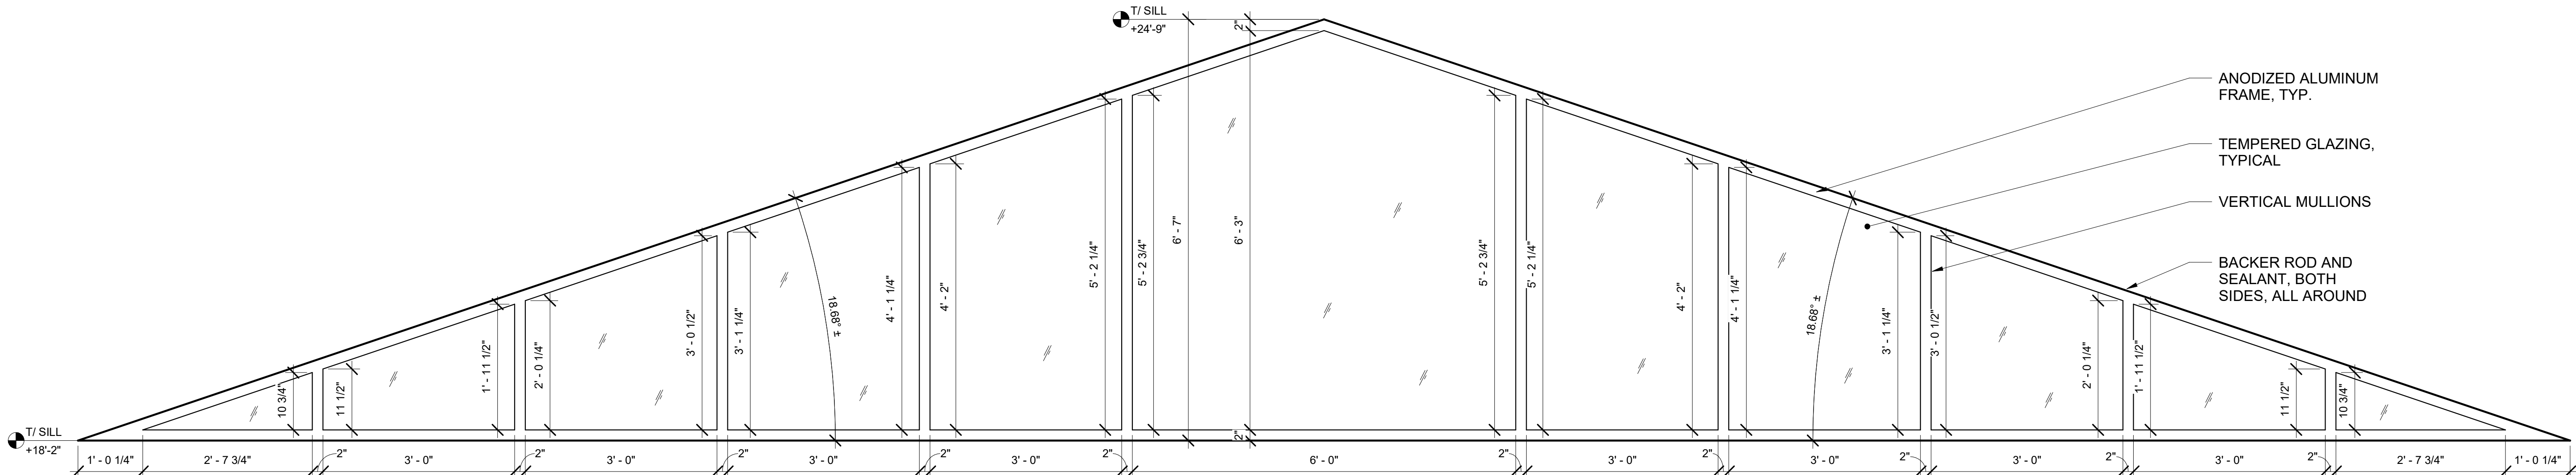 T/ SILL
+24'-9"
2"
ANODIZED ALUMINUM
FRAME, TYP.
TEMPERED GLAZING,
TYPICAL
VERTICAL MULLIONS
BACKER ROD AND
SEALANT, BOTH
SIDES, ALL AROUND
10 3/4"
11 1/2"
1' - 11 1/2"
2' - 0 1/4"
3' - 0 1/2"
3' - 1 1/4"
18.68° ±
4' - 1 1/4"
4' - 2"
5' - 2 1/4"
5' - 2 3/4"
6' - 7"
6' - 3"
5' - 2 3/4"
5' - 2 1/4"
4' - 2"
4' - 1 1/4"
18.68° ±
3' - 1 1/4"
3' - 0 1/2"
2' - 0 1/4"
1' - 11 1/2"
11 1/2"
10 3/4"
T/ SILL
+18'-2"
2"
1' - 0 1/4"
2' - 7 3/4"
2"
3' - 0"
2"
3' - 0"
2"
3' - 0"
2"
3' - 0"
2"
6' - 0"
2"
3' - 0"
2"
3' - 0"
2"
3' - 0"
2"
3' - 0"
2"
2' - 7 3/4"
1' - 0 1/4"